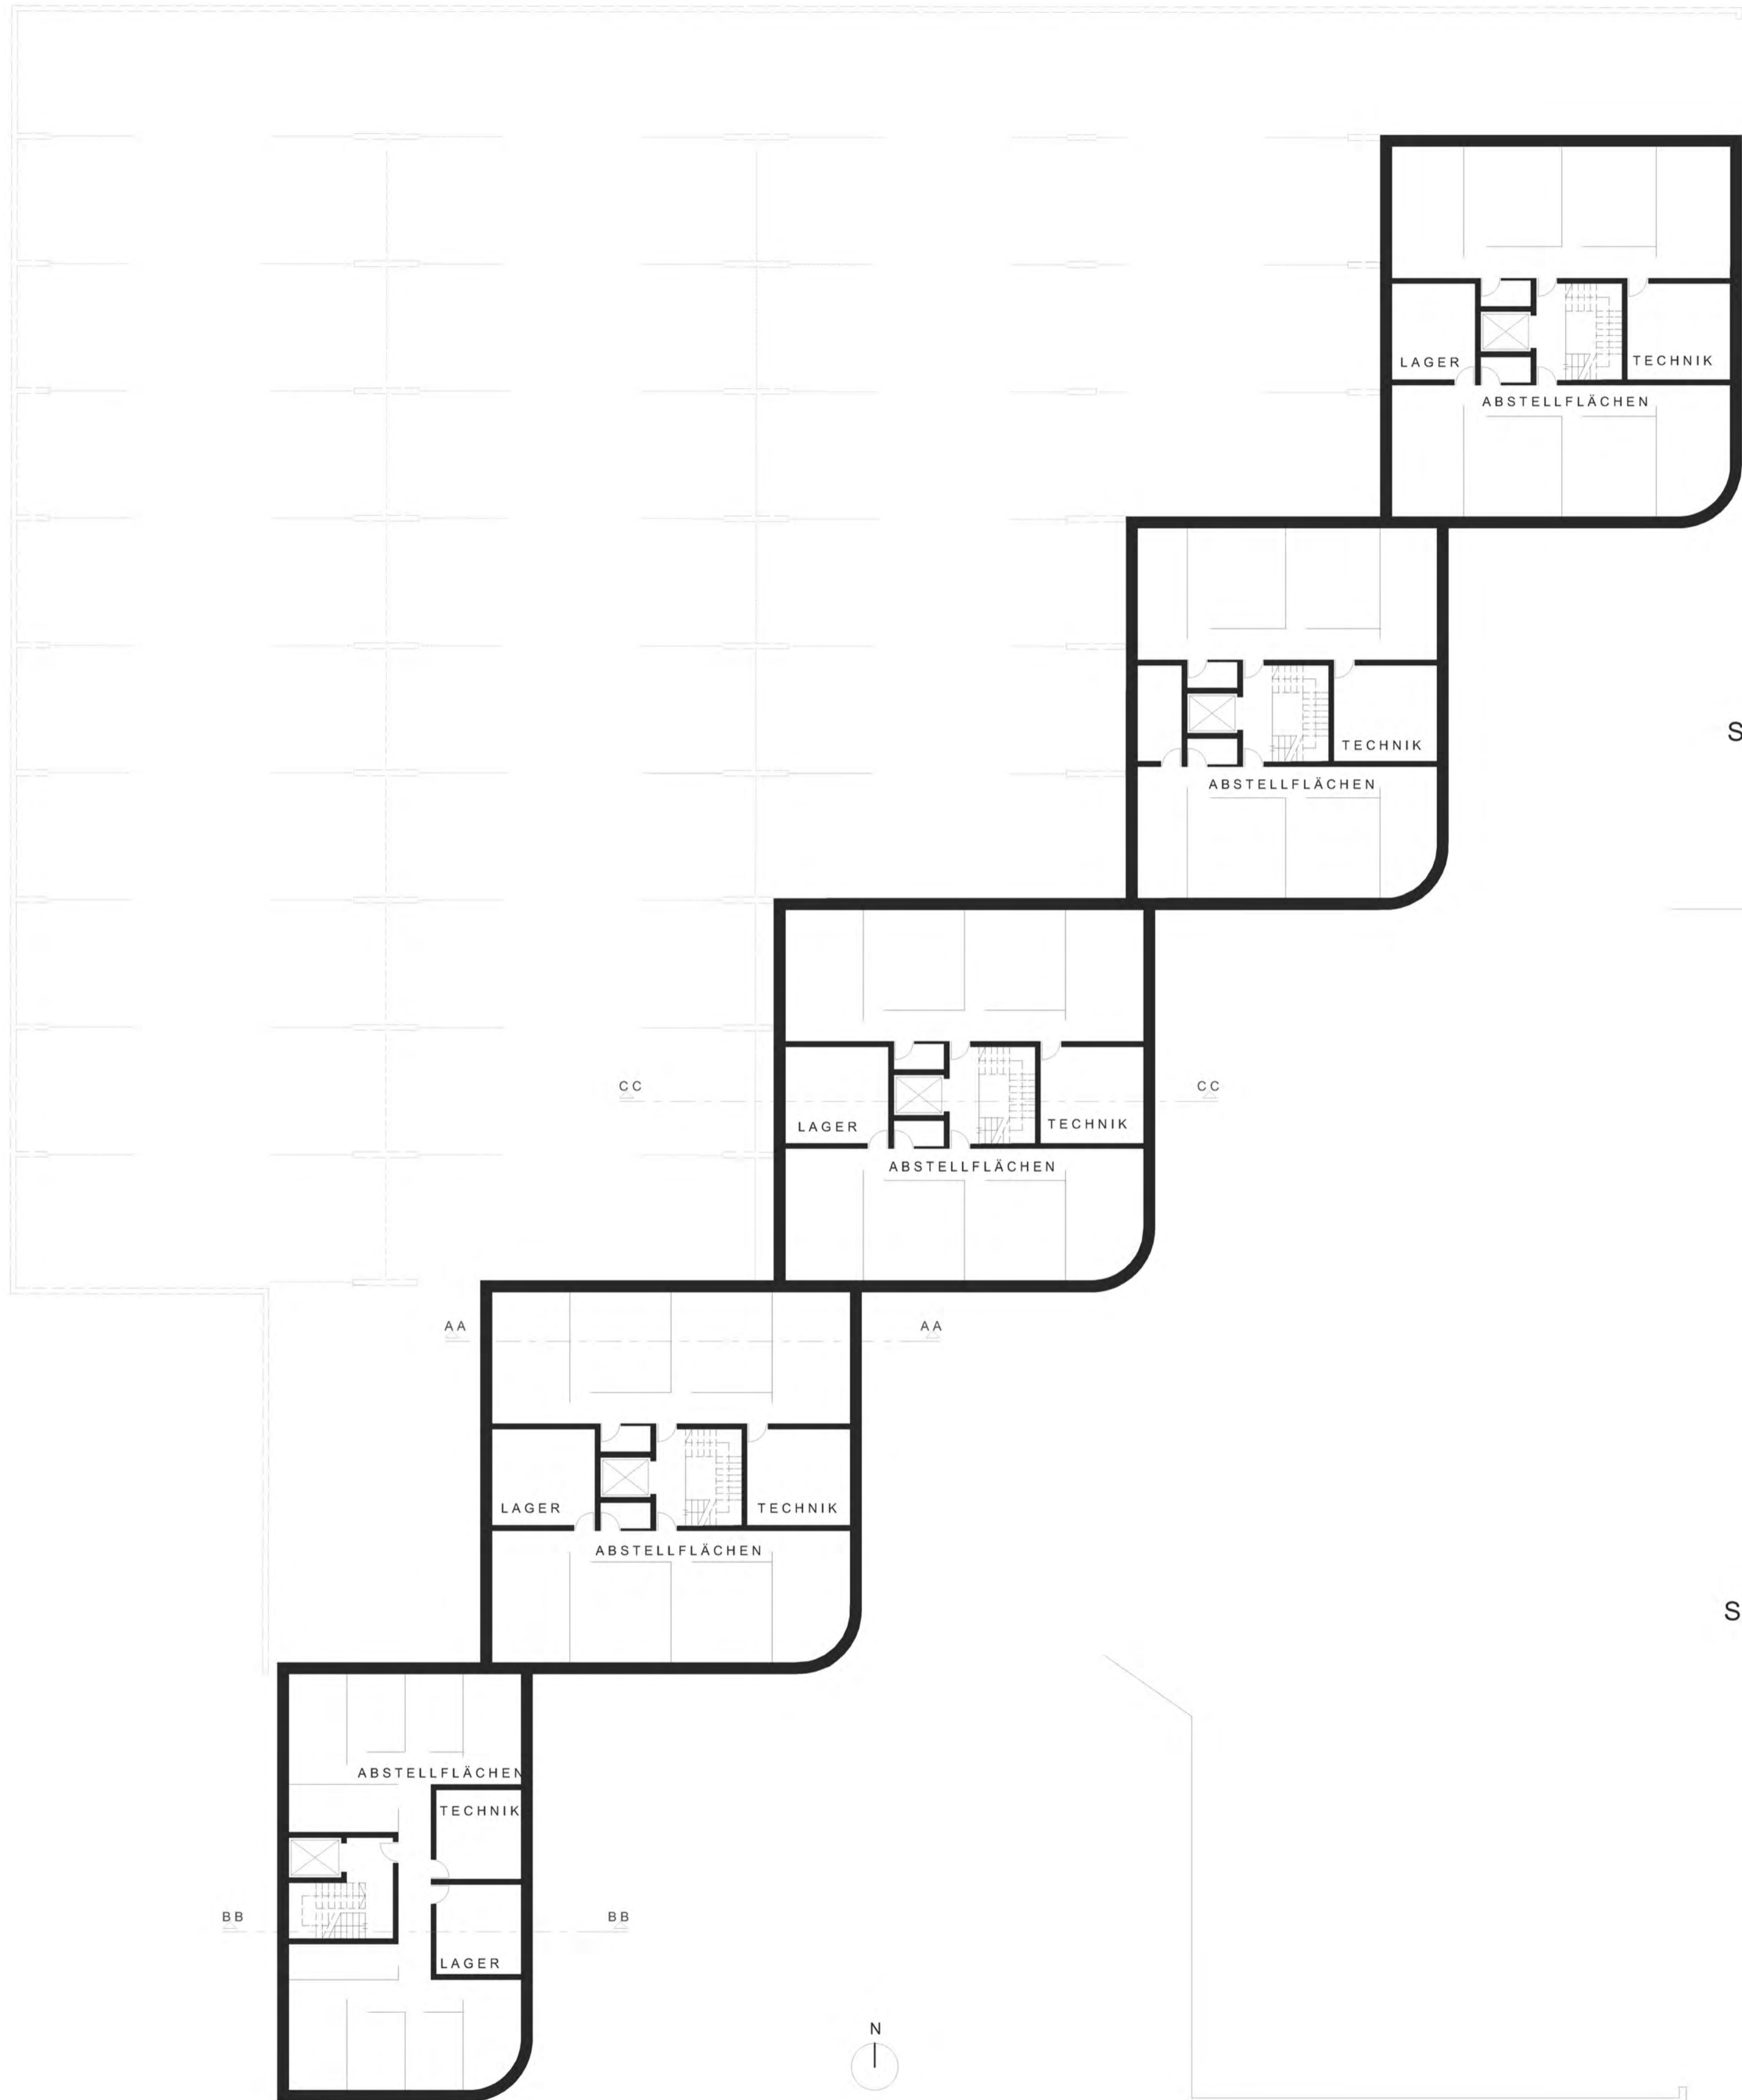 LAGER
TECHNIK
ABSTELLFLÄCHEN
S
TECHNIK
ABSTELLFLÄCHEN
CC
CC
LAGER
TECHNIK
ABSTELLFLÄCHEN
AA
AA
LAGER
TECHNIK
ABSTELLFLÄCHEN
S
ABSTELLFLÄCHEN
TECHNIK
BB
BB
LAGER
N